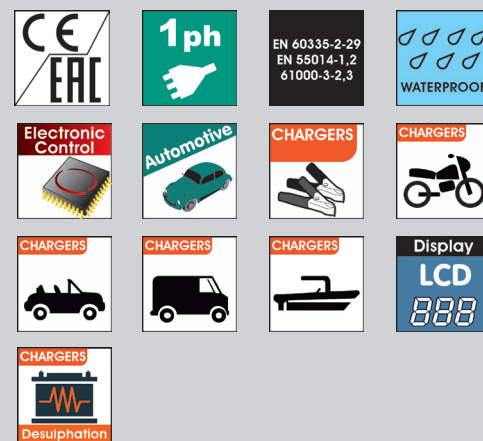 CE
EAC
1ph
EN 60335-2-29
EN 55014-1,2
61000-3-2,3
WATERPROOF
Electronic
Control
Automotive
CHARGERS
CHARGERS
CHARGERS
CHARGERS
CHARGERS
Display
LCD
888
CHARGERS
Desulphation